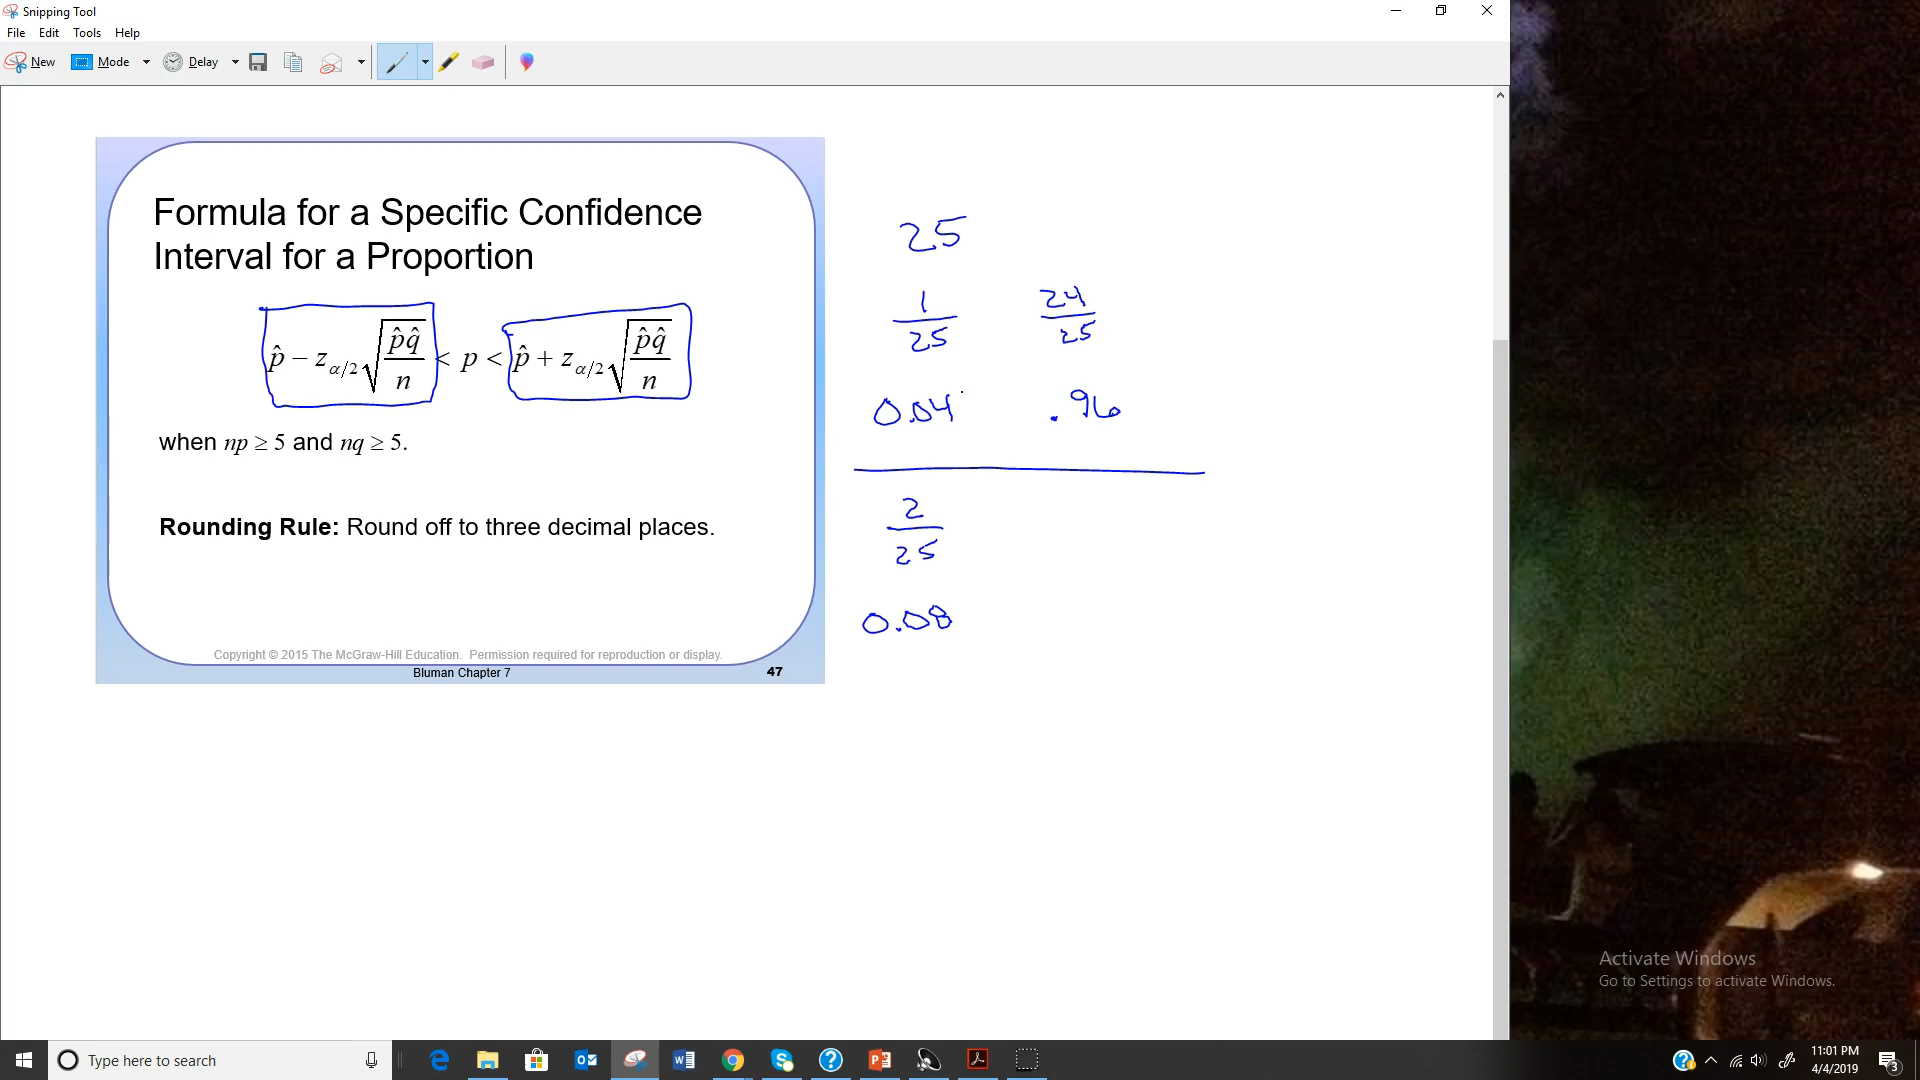 Snipping Tool
File Edit Tools Help
New Mode Delay
Formula for a Specific Confidence
Interval for a Proportion
p̂ − z α/2 √(p̂q̂/n) < p < p̂ + z α/2 √(p̂q̂/n)
when np ≥ 5 and nq ≥ 5.
Rounding Rule: Round off to three decimal places.
Copyright © 2015 The McGraw-Hill Education. Permission required for reproduction or display.
Bluman Chapter 7
47
25
1/25 24/25
0.04 .96
2/25
0.08
Activate Windows
Go to Settings to activate Windows.
Type here to search
11:01 PM
4/4/2019
3